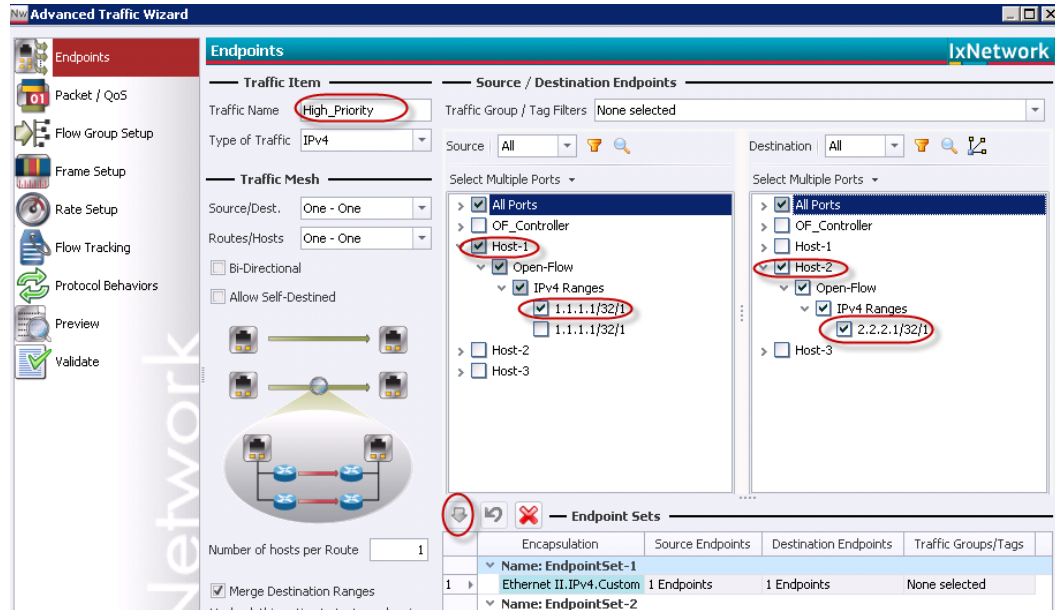 Nw Advanced Traffic Wizard
Endpoints
Packet / QoS
Flow Group Setup
Frame Setup
Rate Setup
Flow Tracking
Protocol Behaviors
Preview
Validate
Network
Endpoints
IxNetwork
Traffic Item
Traffic Name High_Priority
Type of Traffic IPv4
Traffic Mesh
Source/Dest. One - One
Routes/Hosts One - One
Bi-Directional
Allow Self-Destined
Number of hosts per Route 1
Merge Destination Ranges
Source / Destination Endpoints
Traffic Group / Tag Filters None selected
Source All
Select Multiple Ports
All Ports
OF_Controller
Host-1
Open-Flow
IPv4 Ranges
1.1.1.1/32/1
1.1.1.1/32/1
Host-2
Host-3
Destination All
Select Multiple Ports
All Ports
OF_Controller
Host-1
Host-2
Open-Flow
IPv4 Ranges
2.2.2.1/32/1
Host-3
Endpoint Sets
Encapsulation Source Endpoints Destination Endpoints Traffic Groups/Tags
Name: EndpointSet-1
1 Ethernet II.IPv4.Custom 1 Endpoints 1 Endpoints None selected
Name: EndpointSet-2